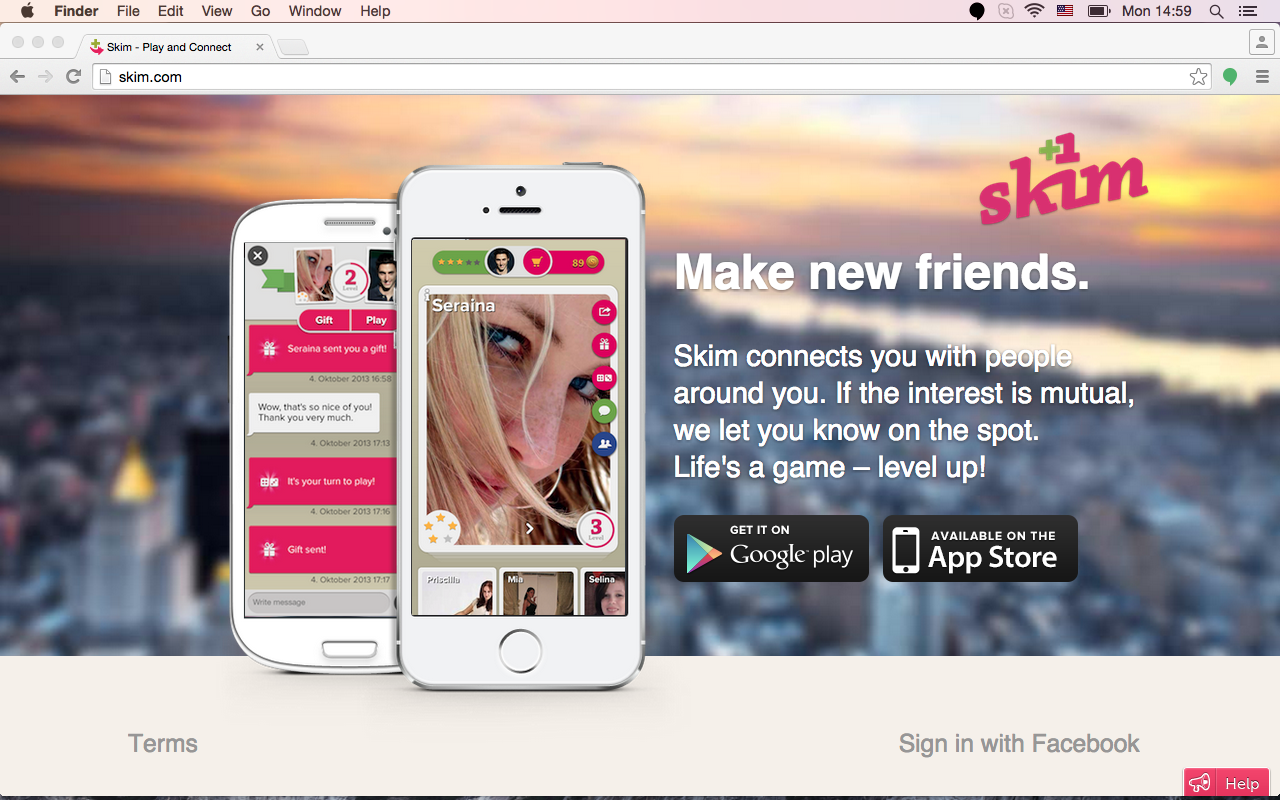 Finder File Edit View Go Window Help Mon 14:59
Skim - Play and Connect
skim.com
+1
skim
Make new friends.
Skim connects you with people
around you. If the interest is mutual,
we let you know on the spot.
Life's a game – level up!
GET IT ON
Google play
AVAILABLE ON THE
App Store
2
Level
Gift Play
Seraina sent you a gift!
4. Oktober 2013 16:58
Wow, that's so nice of you!
Thank you very much.
4. Oktober 2013 17:13
It's your turn to play!
4. Oktober 2013 17:16
Gift sent!
4. Oktober 2013 17:17
Write message
89
Seraina
3
Level
Priscilla Mia Selina
Terms
Sign in with Facebook
Help